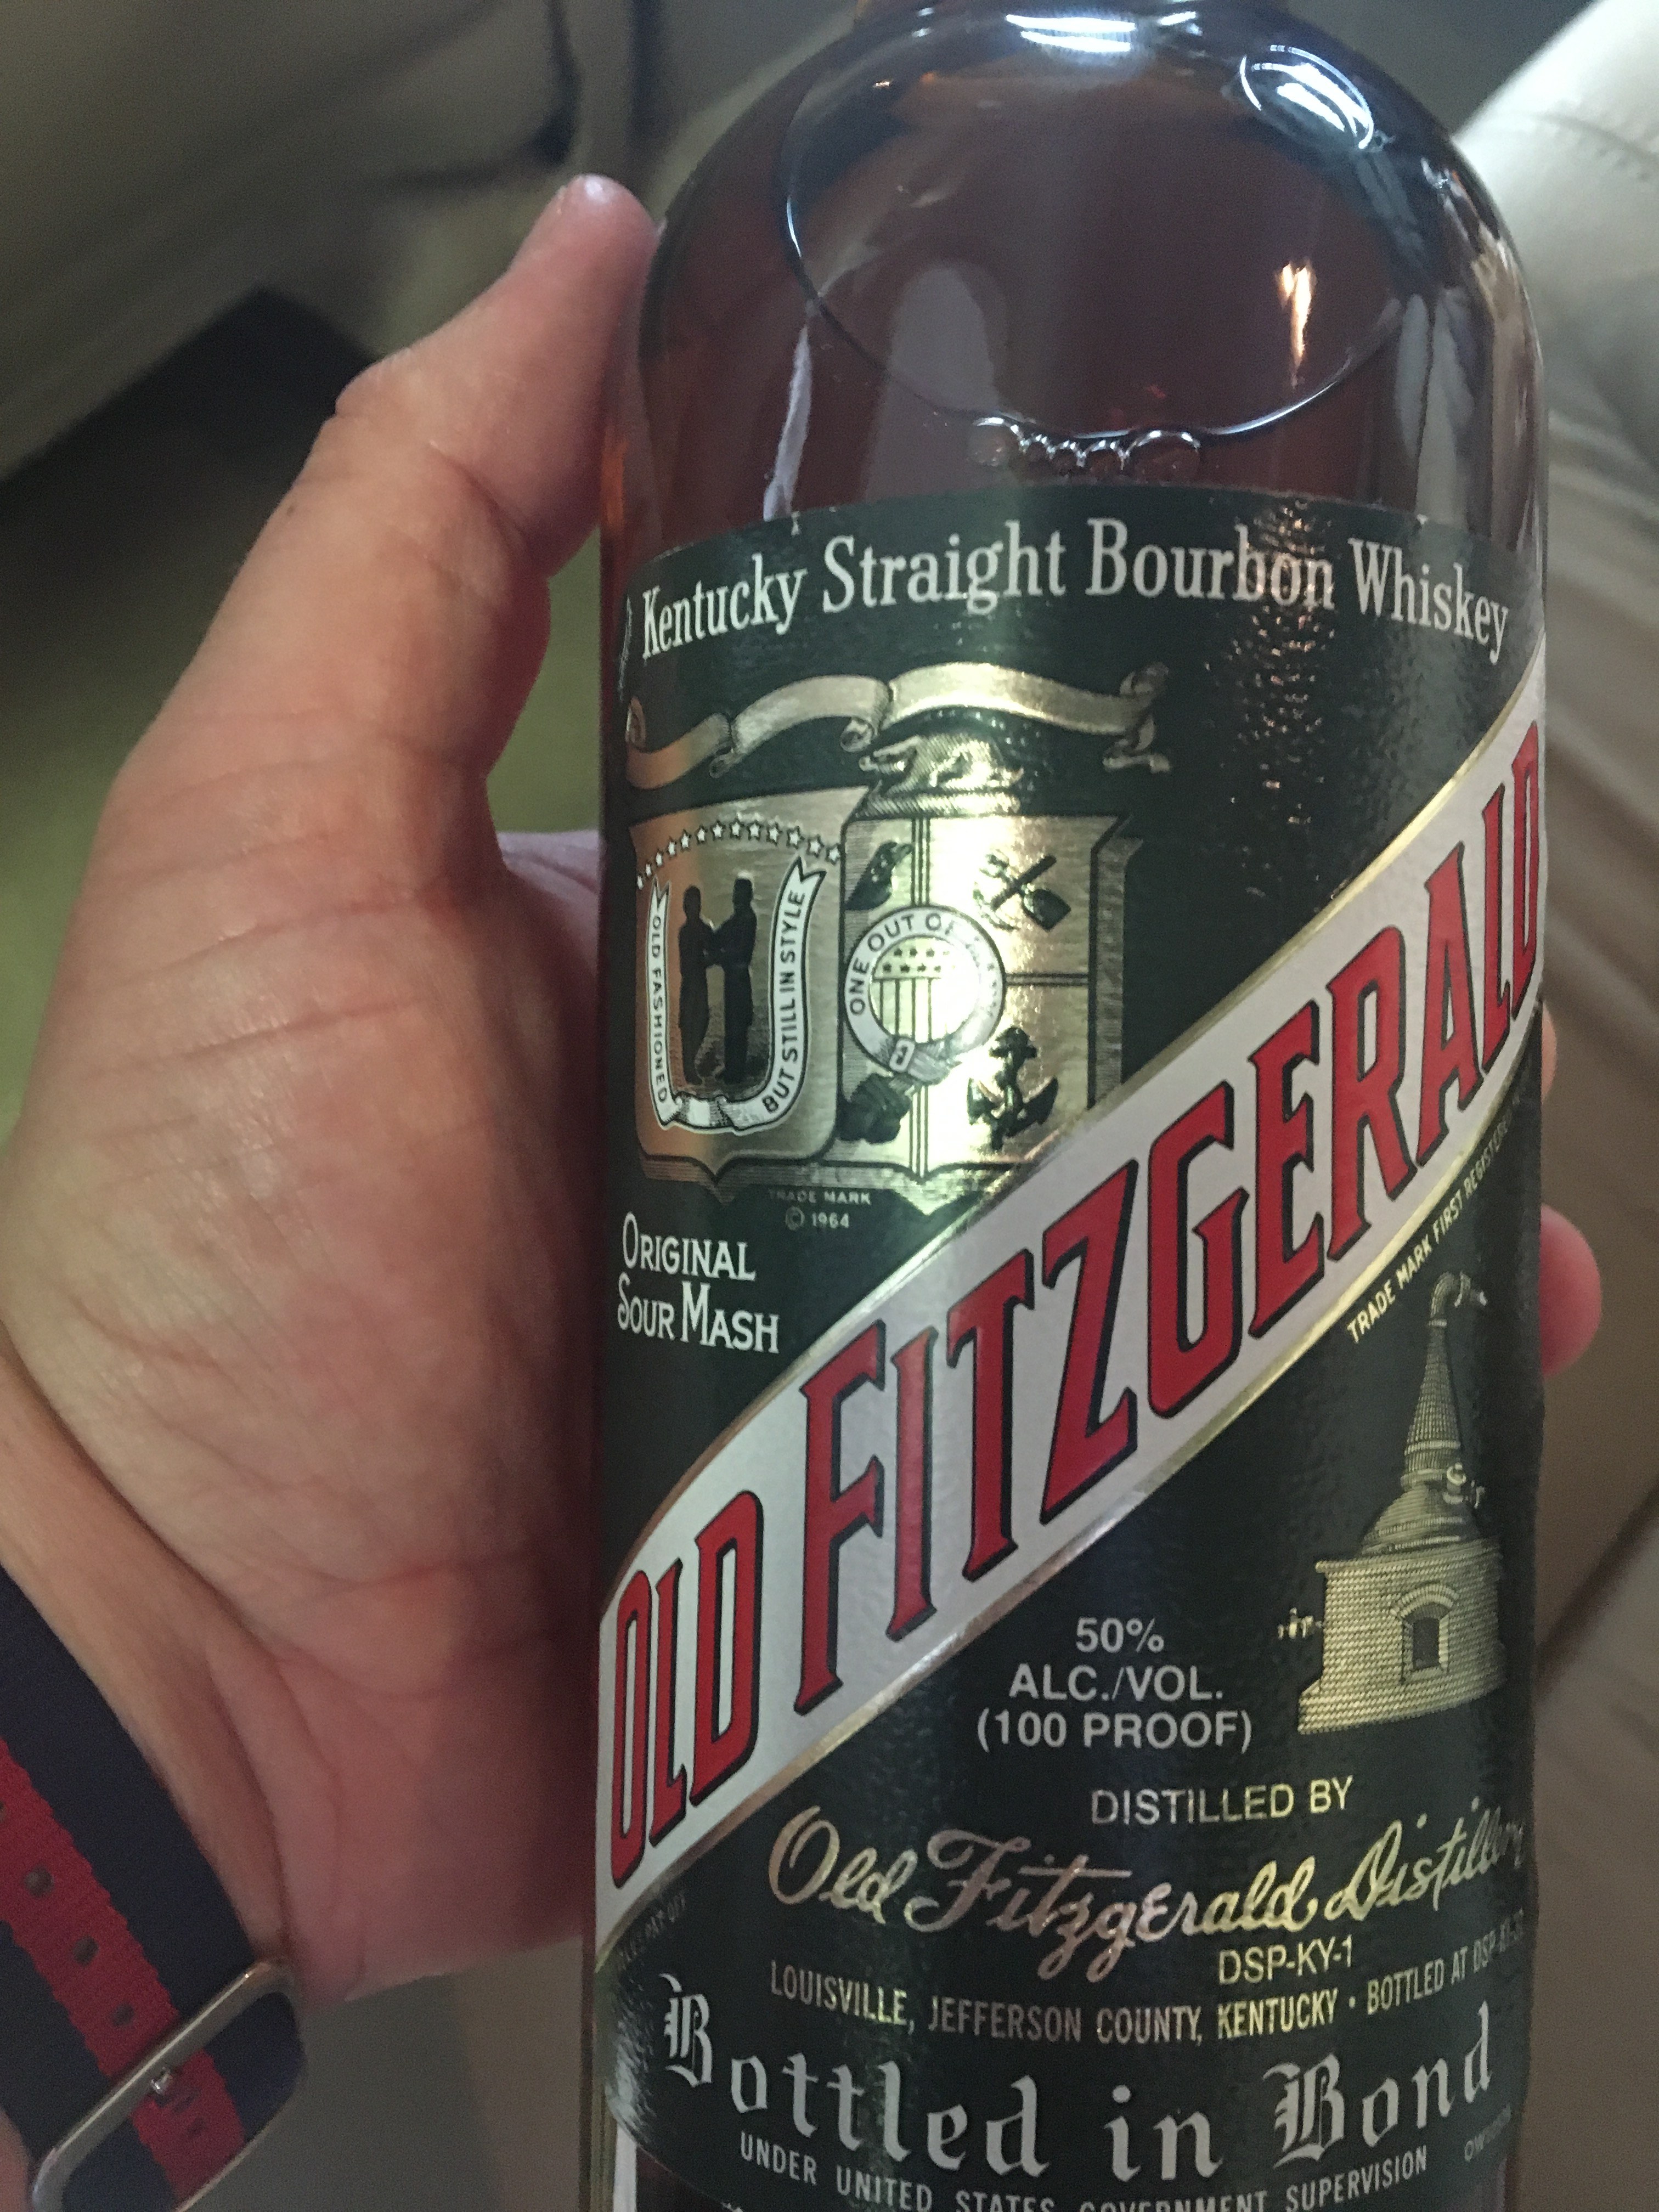 Kentucky Straight Bourbon Whiskey
OLD FASHIONED
BUT STILL IN STYLE
ONE OUT OF
TRADE MARK
© 1964
ORIGINAL
SOUR MASH
OLD FITZGERALD
TRADE MARK FIRST REGISTERED
50%
ALC./VOL.
(100 PROOF)
DISTILLED BY
Old Fitzgerald Distillery
DSP-KY-1
LOUISVILLE, JEFFERSON COUNTY, KENTUCKY • BOTTLED AT
Bottled in Bond
UNDER UNITED STATES GOVERNMENT SUPERVISION